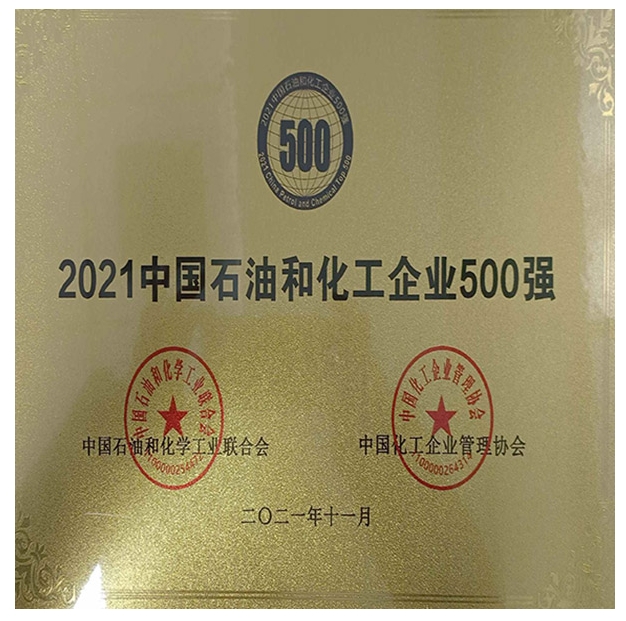 2021中国石油和化工企业500强
500
2021 China Petrol and Chemical Top 500
2021中国石油和化工企业500强
中国石油和化学工业联合会
中国化工企业管理协会
中国石油和化学工业联合会
中国化工企业管理协会
二〇二一年十一月